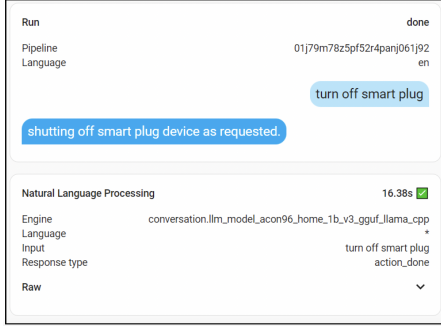 Run done
Pipeline 01j79m78z5pf52r4panj061j92
Language en
turn off smart plug
shutting off smart plug device as requested.
Natural Language Processing 16.38s ✅
Engine conversation.llm_model_acon96_home_1b_v3_gguf_llama_cpp
Language *
Input turn off smart plug
Response type action_done
Raw